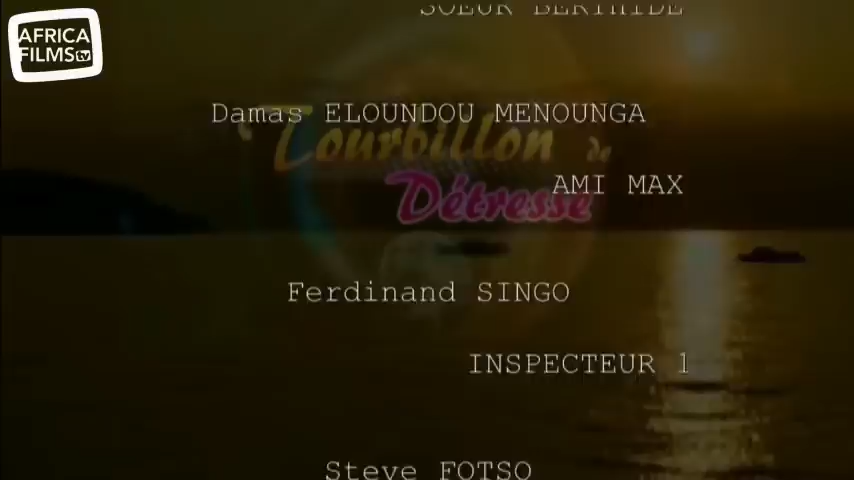 AFRICA
FILMS tv
SOEUR BERTHIDE
Damas ELOUNDOU MENOUNGA
Tourbillon de
Détresse
AMI MAX
Ferdinand SINGO
INSPECTEUR 1
Steve FOTSO